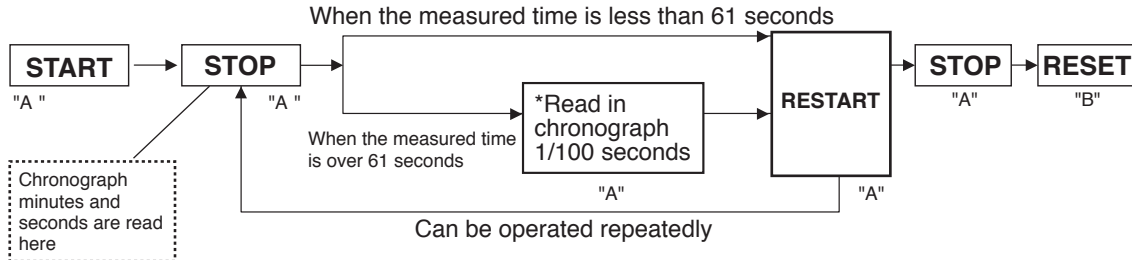 When the measured time is less than 61 seconds
START
STOP
RESTART
STOP
RESET
"A "
"A "
*Read in
chronograph
1/100 seconds
"A"
"B"
When the measured time
is over 61 seconds
"A"
"A"
Chronograph
minutes and
seconds are read
here
Can be operated repeatedly